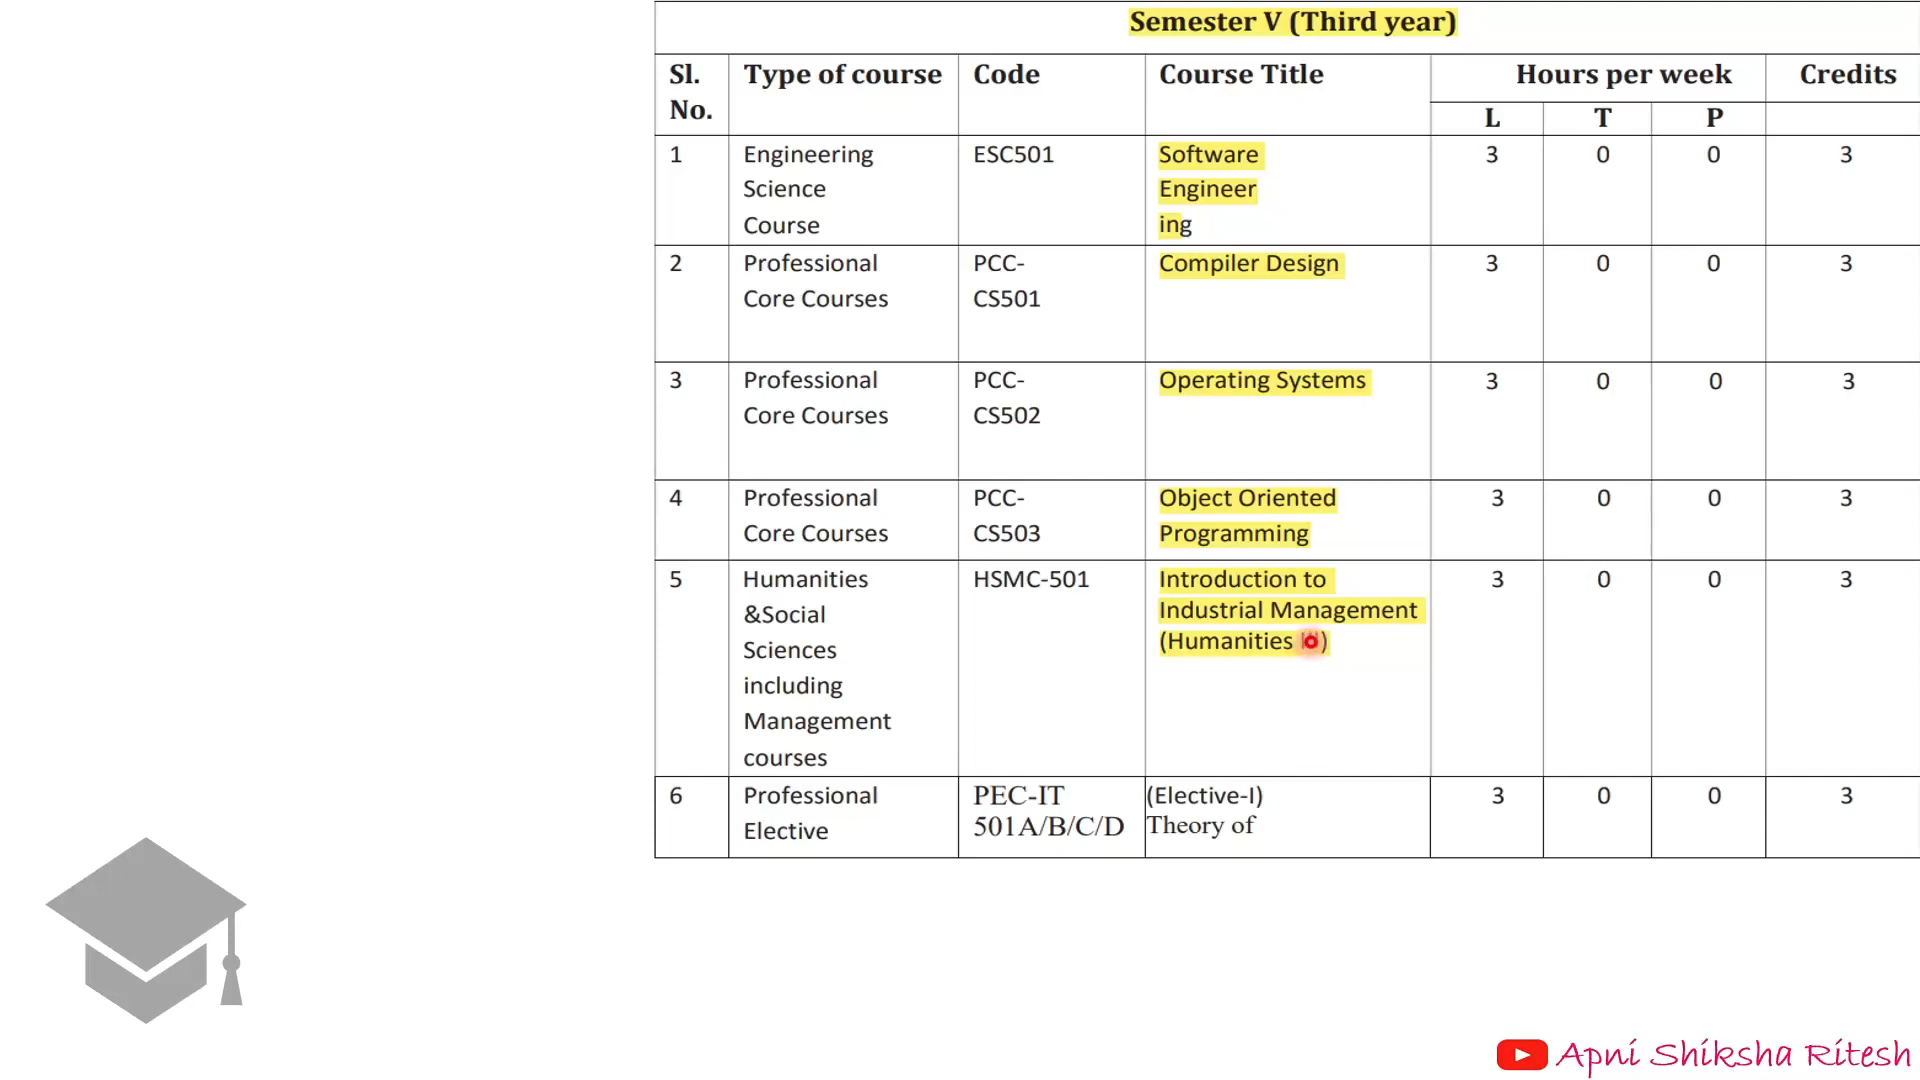 Semester V (Third year)
Sl. No. Type of course Code Course Title Hours per week Credits
L T P
1 Engineering Science Course ESC501 Software Engineer ing 3 0 0 3
2 Professional Core Courses PCC-CS501 Compiler Design 3 0 0 3
3 Professional Core Courses PCC-CS502 Operating Systems 3 0 0 3
4 Professional Core Courses PCC-CS503 Object Oriented Programming 3 0 0 3
5 Humanities &Social Sciences including Management courses HSMC-501 Introduction to Industrial Management (Humanities ) 3 0 0 3
6 Professional Elective PEC-IT 501A/B/C/D (Elective-I) Theory of 3 0 0 3
Apni Shiksha Ritesh